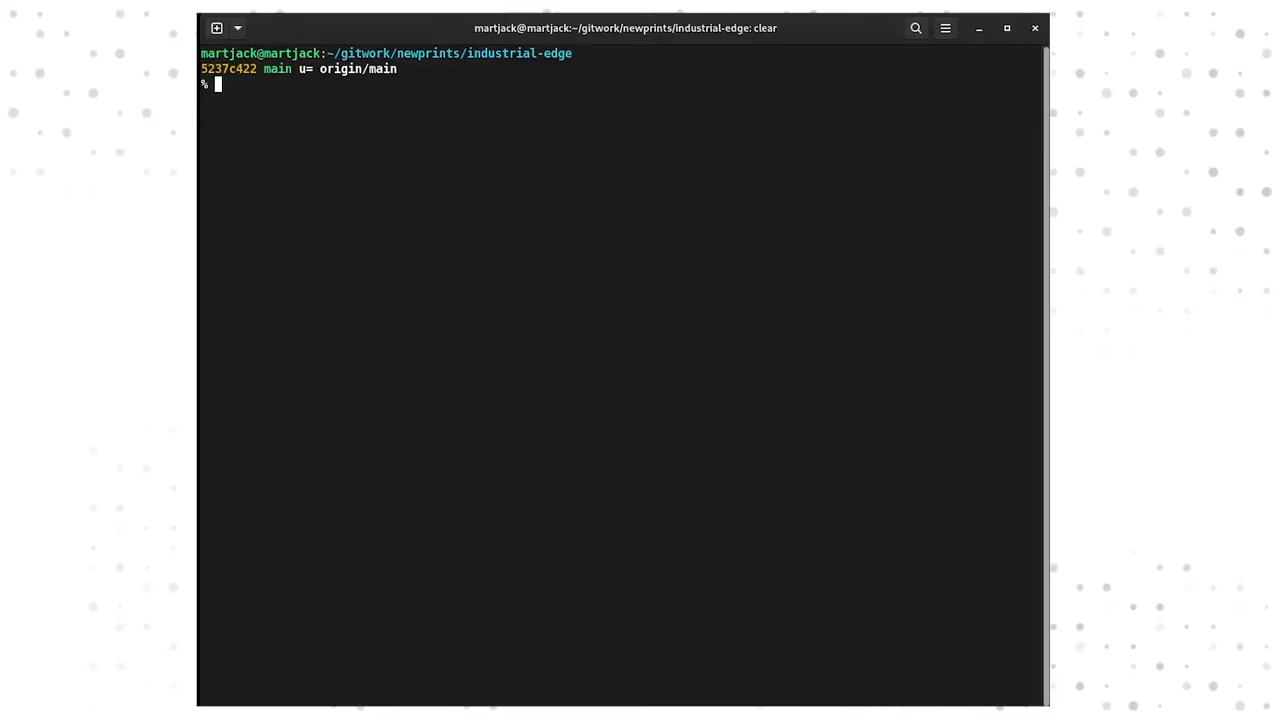 martjack@martjack:~/gitwork/newprints/industrial-edge: clear
martjack@martjack:~/gitwork/newprints/industrial-edge
5237c422 main u= origin/main
%